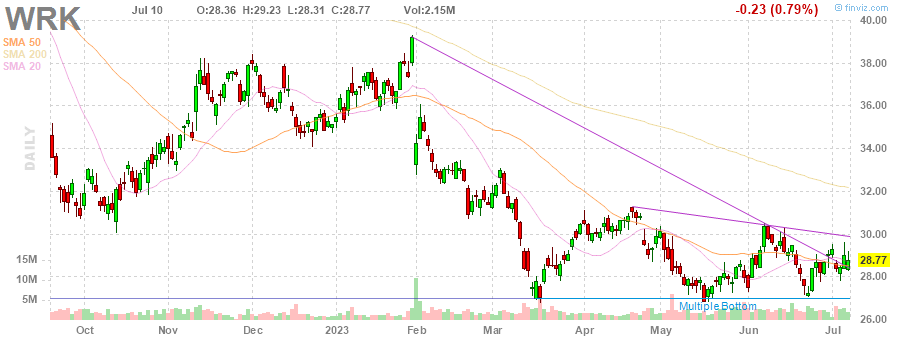 WRK Jul 10 O:28.36 H:29.23 L:28.31 C:28.77 Vol:2.15M -0.23 (0.79%) © finviz.com
SMA 50
SMA 200
SMA 20
DAILY
40.00
38.00
36.00
34.00
32.00
30.00
28.77
28.00
26.00
15M
10M
5M
Multiple Bottom
Oct Nov Dec 2023 Feb Mar Apr May Jun Jul